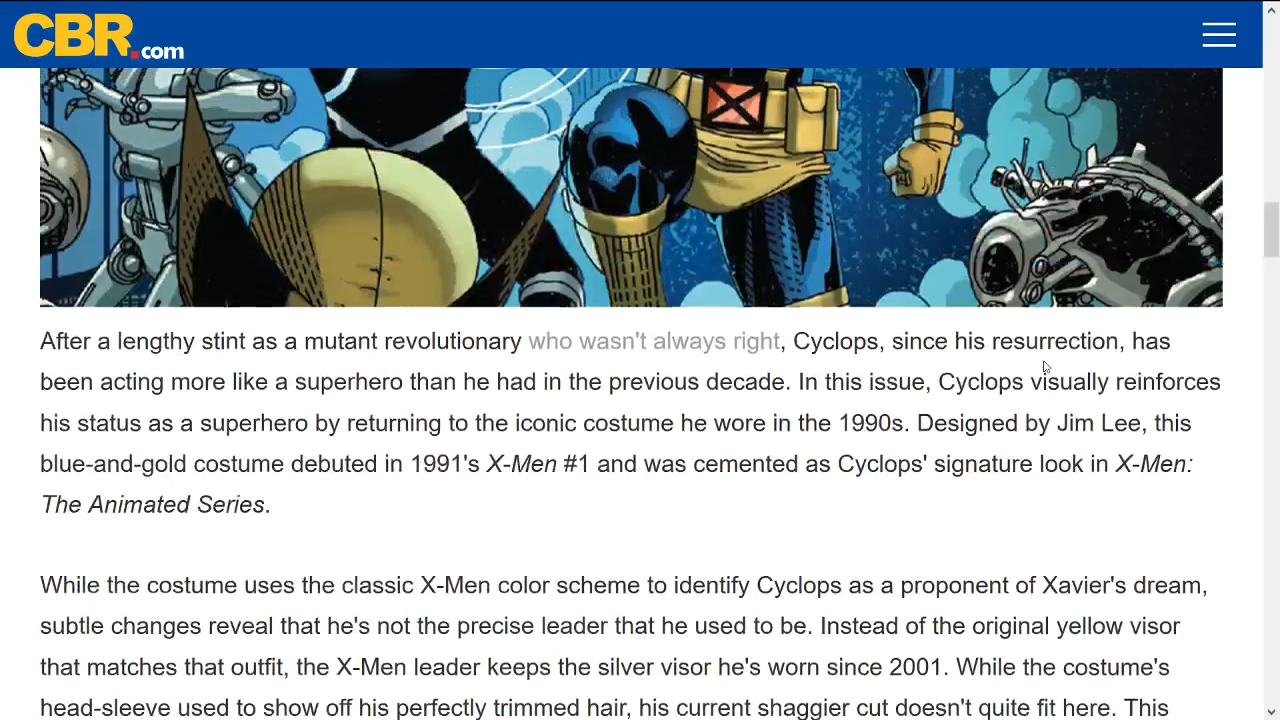 CBR.com
After a lengthy stint as a mutant revolutionary who wasn't always right, Cyclops, since his resurrection, has
been acting more like a superhero than he had in the previous decade. In this issue, Cyclops visually reinforces
his status as a superhero by returning to the iconic costume he wore in the 1990s. Designed by Jim Lee, this
blue-and-gold costume debuted in 1991's X-Men #1 and was cemented as Cyclops' signature look in X-Men:
The Animated Series.
While the costume uses the classic X-Men color scheme to identify Cyclops as a proponent of Xavier's dream,
subtle changes reveal that he's not the precise leader that he used to be. Instead of the original yellow visor
that matches that outfit, the X-Men leader keeps the silver visor he's worn since 2001. While the costume's
head-sleeve used to show off his perfectly trimmed hair, his current shaggier cut doesn't quite fit here. This